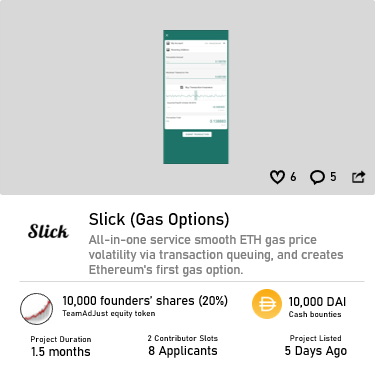 6
5
Slick
Slick (Gas Options)
All-in-one service smooth ETH gas price
volatility via transaction queuing, and creates
Ethereum's first gas option.
10,000 founders' shares (20%)
TeamAdJust equity token
10,000 DAI
Cash bounties
Project Duration
1.5 months
2 Contributor Slots
8 Applicants
Project Listed
5 Days Ago